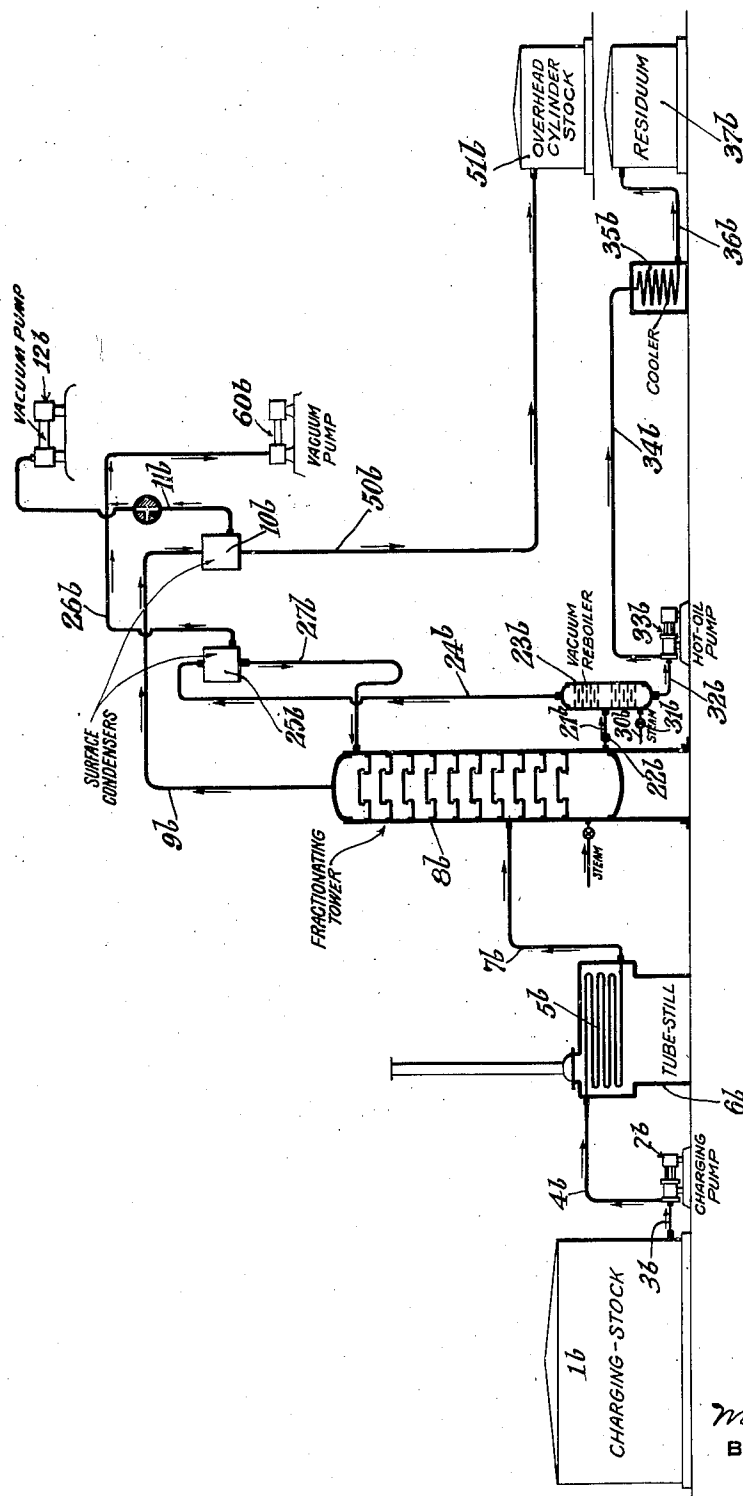 VACUUM PUMP
12b
11b
10b
26b
60b
VACUUM
PUMP
50b
51b
OVERHEAD
CYLINDER
STOCK
RESIDUUM
37b
36b
35b
COOLER
34b
33b
HOT-OIL
PUMP
32b
SURFACE
CONDENSERS
27b
25b
24b
23b
VACUUM
REBOILER
21b
30b
STEAM
31b
22b
9b
FRACTIONATING
TOWER
8b
STEAM
7b
5b
TUBE-STILL
6b
4b
2b
CHARGING
PUMP
3b
1b
CHARGING-STOCK
B